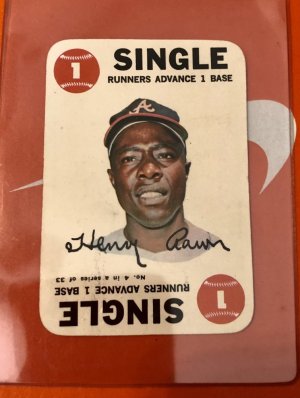 1
SINGLE
RUNNERS ADVANCE 1 BASE
A
Henry Aaron
No. 4 in a series of 33
SINGLE
RUNNERS ADVANCE 1 BASE
1